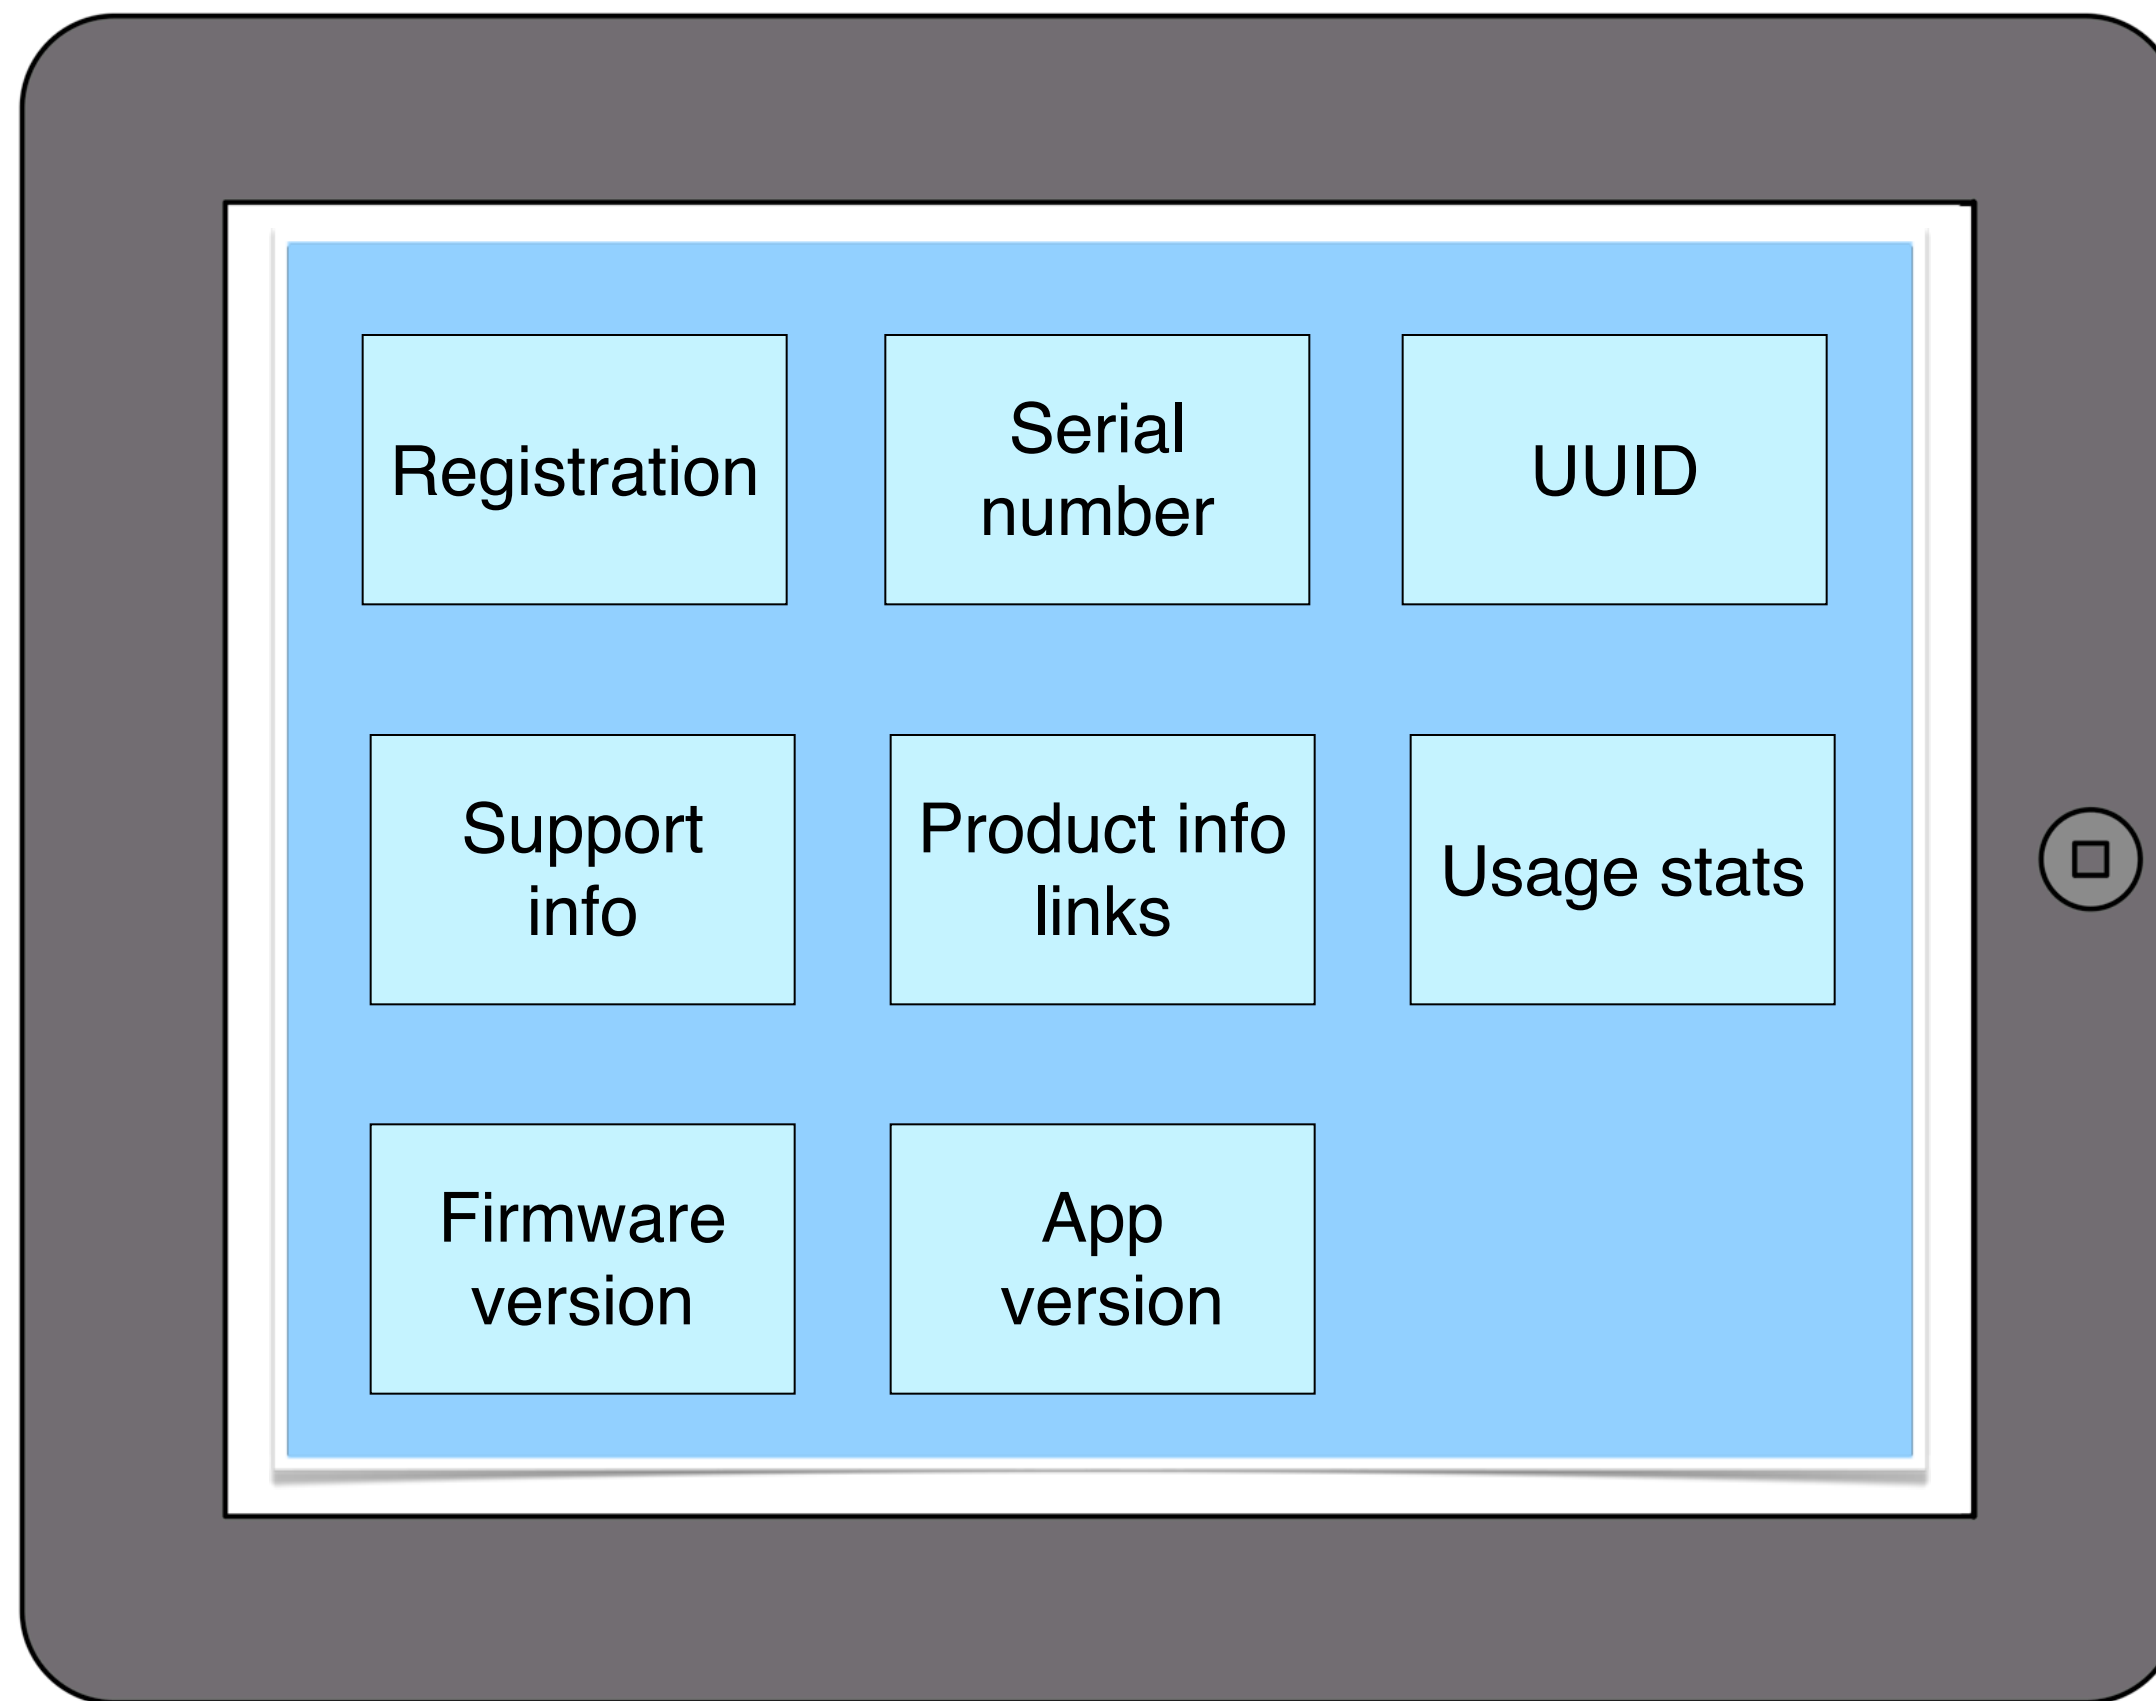 Registration
Serial
number
UUID
Support
info
Product info
links
Usage stats
Firmware
version
App
version